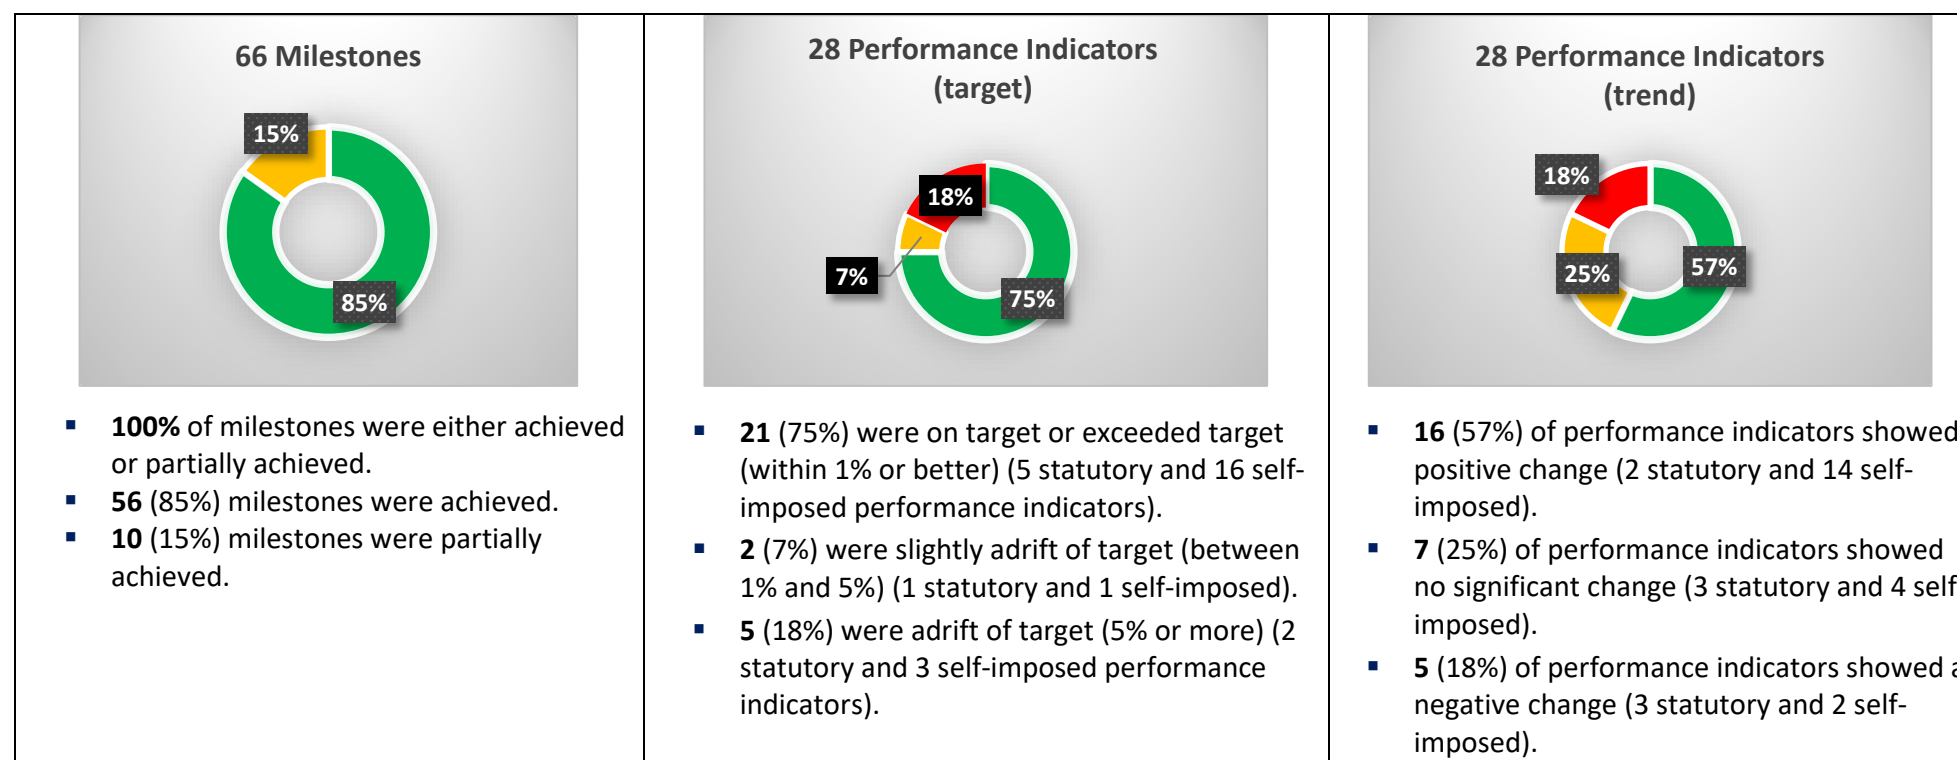 66 Milestones
15%
85%
▪ 100% of milestones were either achieved
or partially achieved.
▪ 56 (85%) milestones were achieved.
▪ 10 (15%) milestones were partially
achieved.
28 Performance Indicators
(target)
18%
7%
75%
▪ 21 (75%) were on target or exceeded target
(within 1% or better) (5 statutory and 16 self-
imposed performance indicators).
▪ 2 (7%) were slightly adrift of target (between
1% and 5%) (1 statutory and 1 self-imposed).
▪ 5 (18%) were adrift of target (5% or more) (2
statutory and 3 self-imposed performance
indicators).
28 Performance Indicators
(trend)
18%
25%
57%
▪ 16 (57%) of performance indicators showed
positive change (2 statutory and 14 self-
imposed).
▪ 7 (25%) of performance indicators showed
no significant change (3 statutory and 4 self
imposed).
▪ 5 (18%) of performance indicators showed a
negative change (3 statutory and 2 self-
imposed).